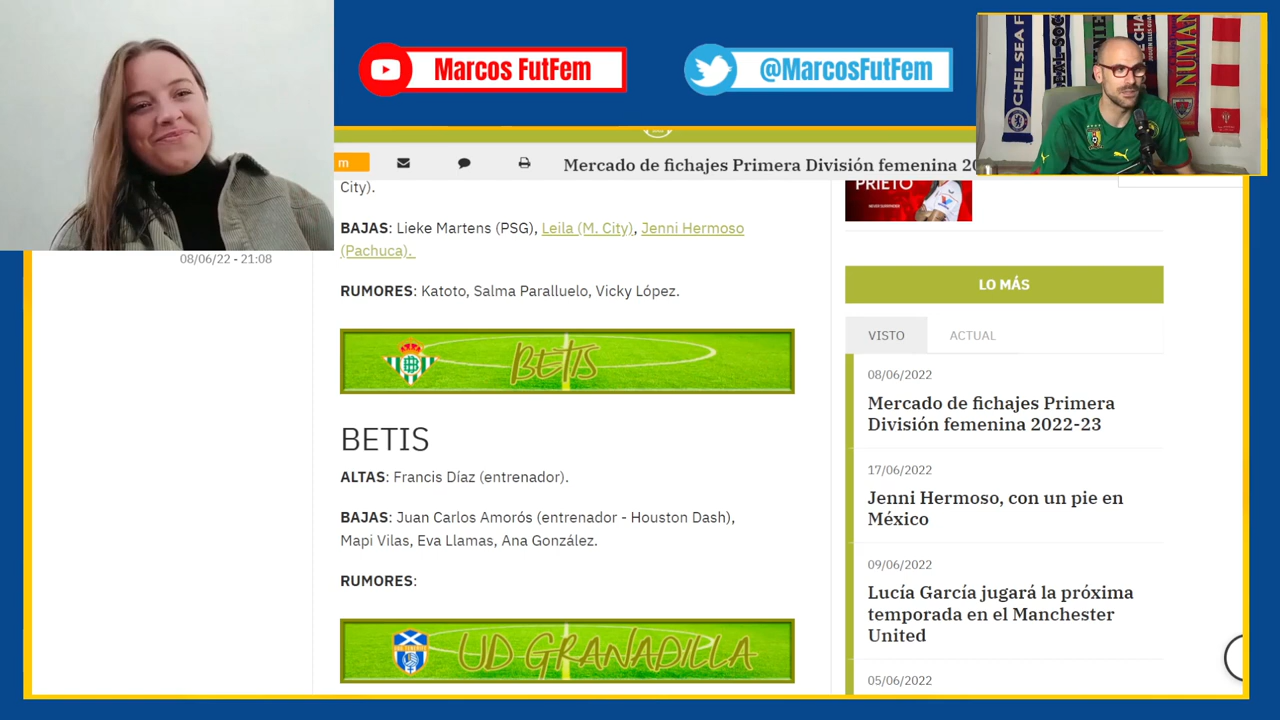 Marcos FutFem
@MarcosFutFem
CHELSEA F
NUMAN
m
Mercado de fichajes Primera División femenina 20
City).
PRIETO
BAJAS: Lieke Martens (PSG), Leila (M. City), Jenni Hermoso
(Pachuca).
08/06/22 - 21:08
RUMORES: Katoto, Salma Paralluelo, Vicky López.
LO MÁS
VISTO
ACTUAL
BETIS
08/06/2022
Mercado de fichajes Primera
División femenina 2022-23
BETIS
ALTAS: Francis Díaz (entrenador).
17/06/2022
Jenni Hermoso, con un pie en
México
BAJAS: Juan Carlos Amorós (entrenador - Houston Dash),
Mapi Vilas, Eva Llamas, Ana González.
09/06/2022
Lucía García jugará la próxima
temporada en el Manchester
United
RUMORES:
UD GRANADILLA
05/06/2022